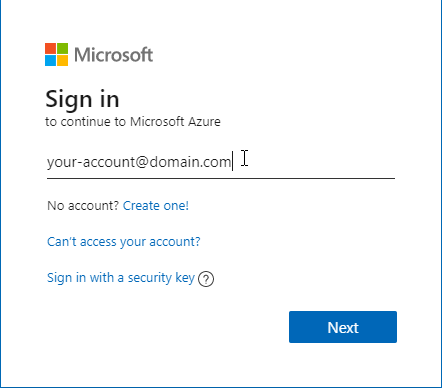 Microsoft
Sign in
to continue to Microsoft Azure
your-account@domain.com
No account? Create one!
Can't access your account?
Sign in with a security key ?
Next